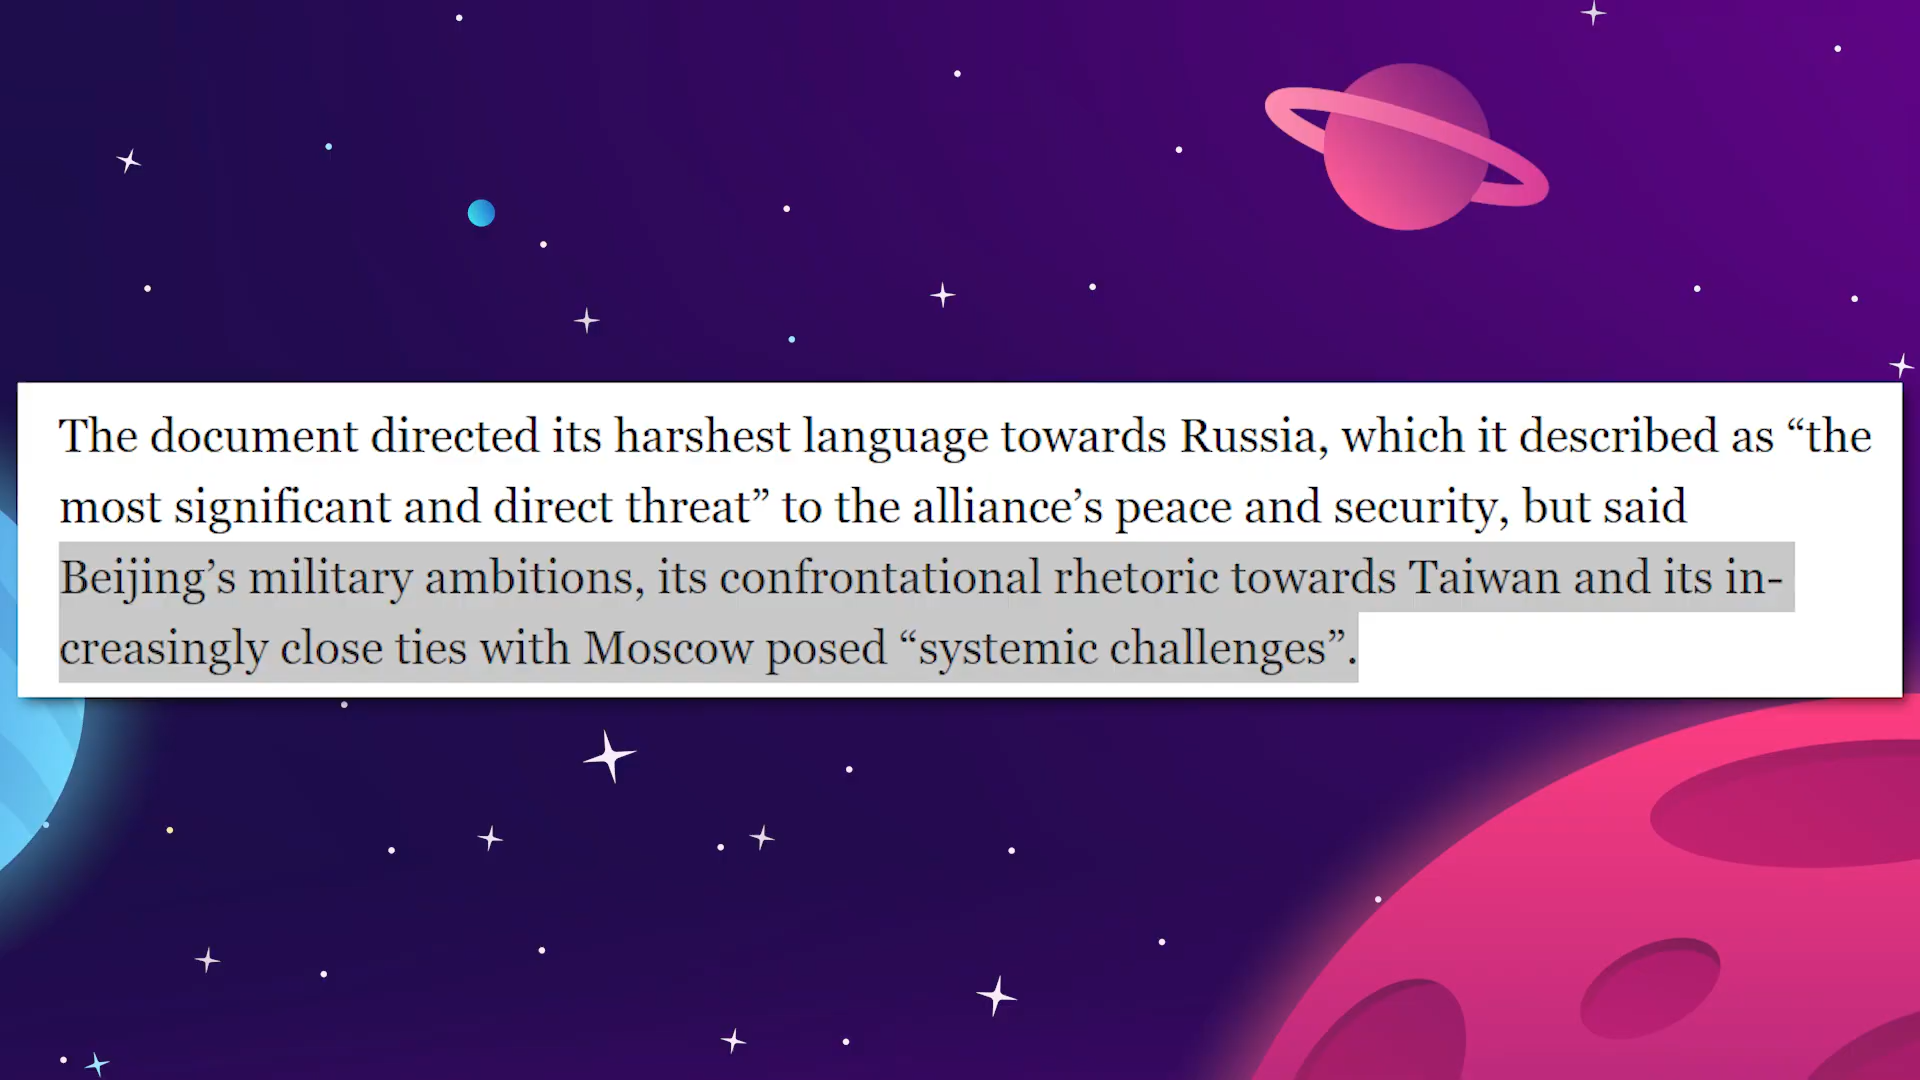 The document directed its harshest language towards Russia, which it described as “the
most significant and direct threat” to the alliance’s peace and security, but said
Beijing’s military ambitions, its confrontational rhetoric towards Taiwan and its in-
creasingly close ties with Moscow posed “systemic challenges”.